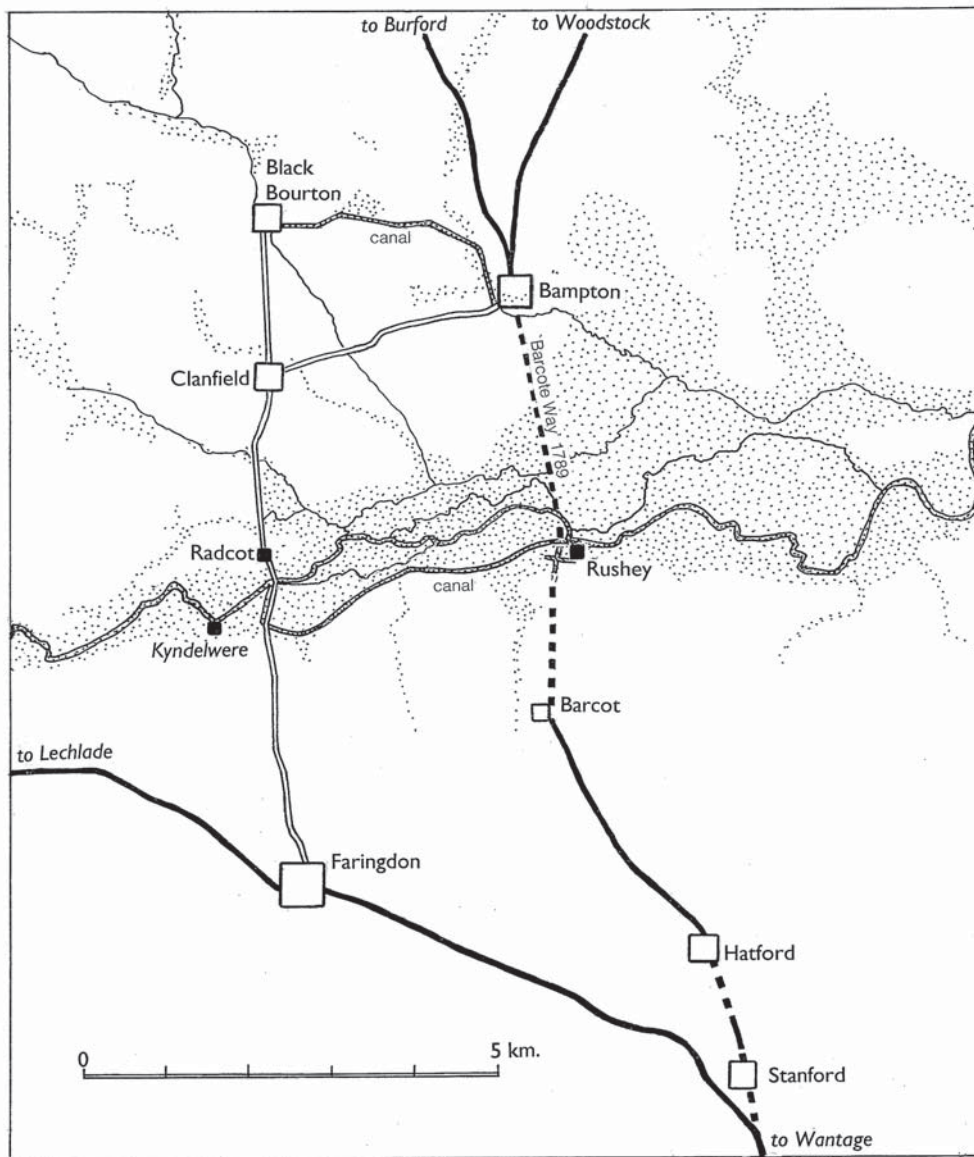 to Burford
to Woodstock
Black
Bourton
canal
Bampton
'Barcote Way' 1789
Clanfield
Radcot
Rushey
canal
Kyndelwere
Barcot
to Lechlade
Faringdon
Hatford
0
5 km.
Stanford
to Wantage